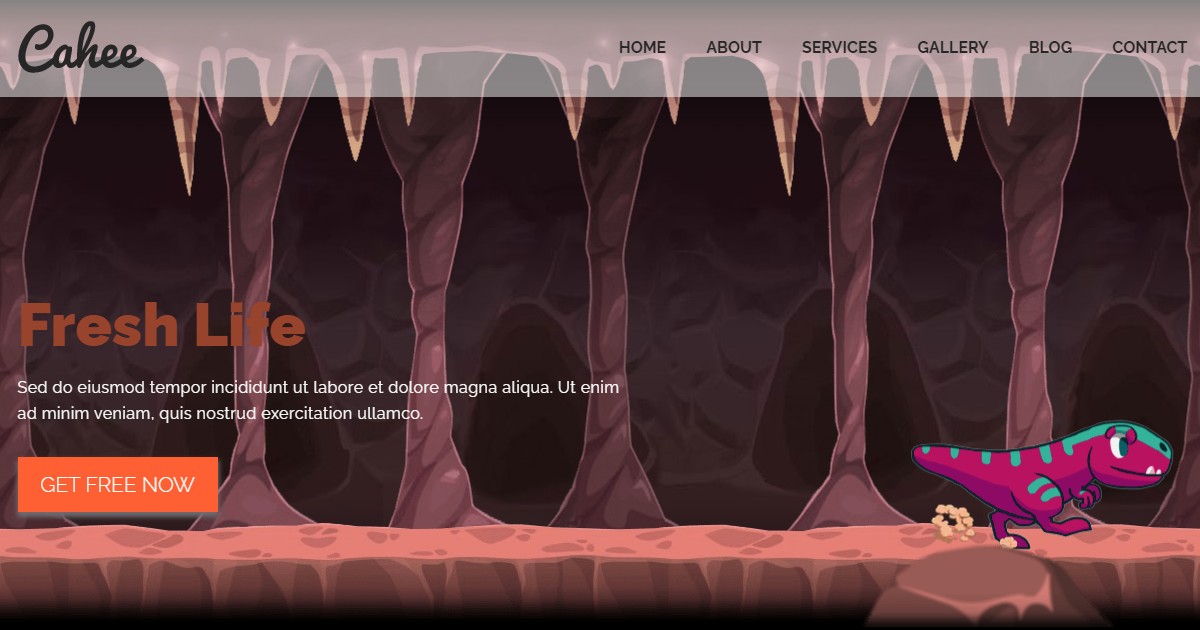 Cahee
HOME ABOUT SERVICES GALLERY BLOG CONTACT
Fresh Life
Sed do eiusmod tempor incididunt ut labore et dolore magna aliqua. Ut enim
ad minim veniam, quis nostrud exercitation ullamco.
GET FREE NOW